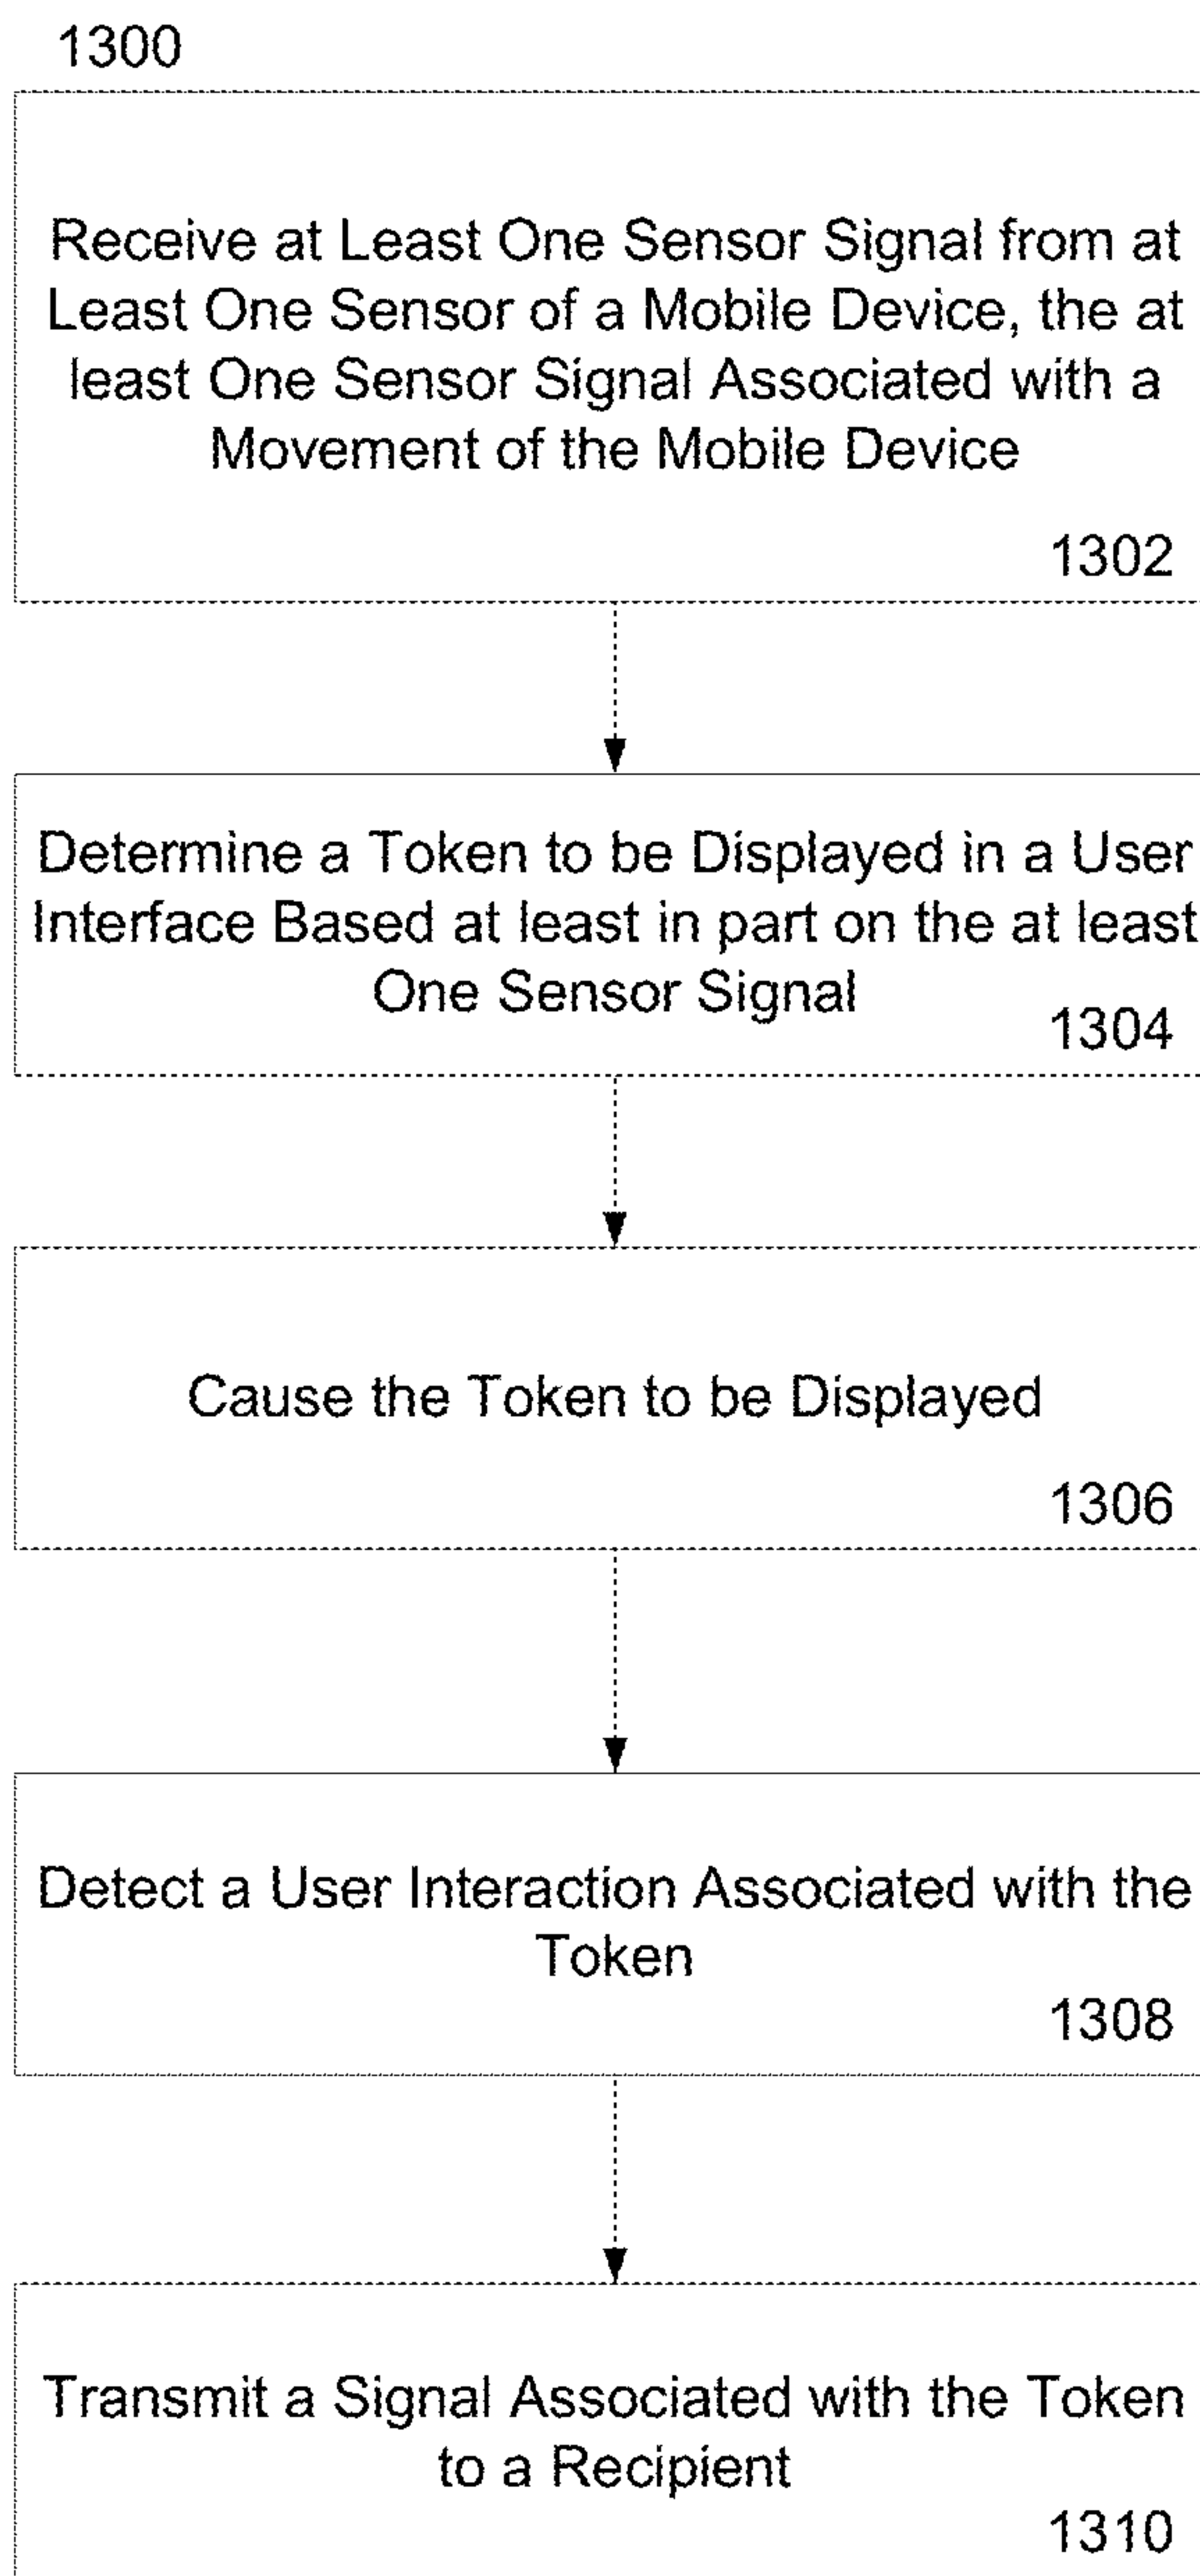 1300
Receive at Least One Sensor Signal from at
Least One Sensor of a Mobile Device, the at
least One Sensor Signal Associated with a
Movement of the Mobile Device
1302
Determine a Token to be Displayed in a User
Interface Based at least in part on the at least
One Sensor Signal
1304
Cause the Token to be Displayed
1306
Detect a User Interaction Associated with the
Token
1308
Transmit a Signal Associated with the Token
to a Recipient
1310